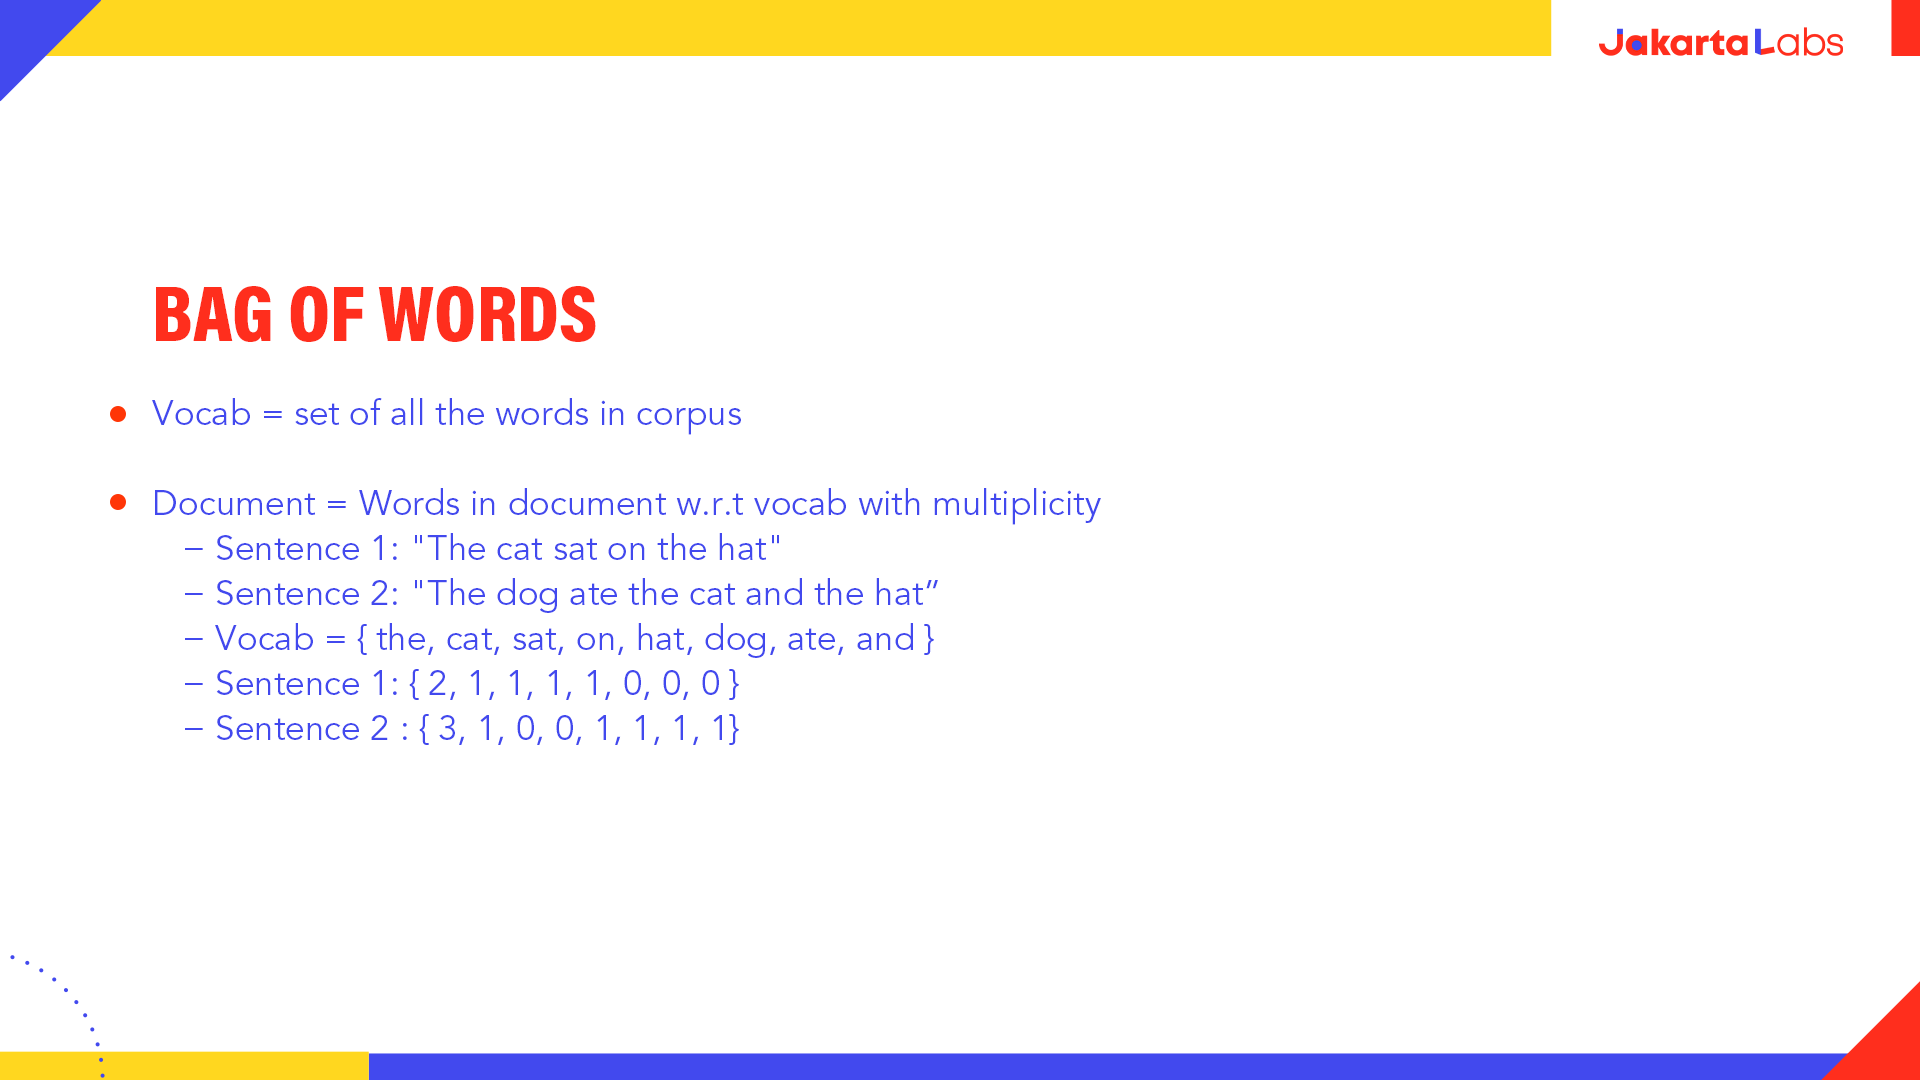 JakartaLabs
BAG OF WORDS
Vocab = set of all the words in corpus
Document = Words in document w.r.t vocab with multiplicity
– Sentence 1: "The cat sat on the hat"
– Sentence 2: "The dog ate the cat and the hat”
– Vocab = { the, cat, sat, on, hat, dog, ate, and }
– Sentence 1: { 2, 1, 1, 1, 1, 0, 0, 0 }
– Sentence 2 : { 3, 1, 0, 0, 1, 1, 1, 1}